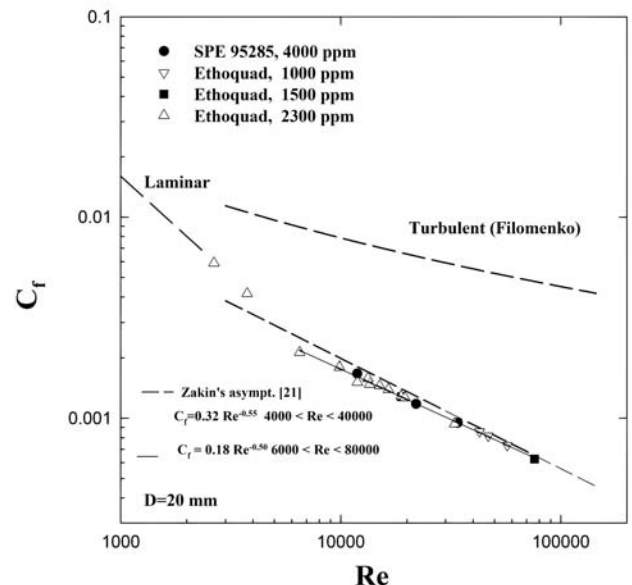 0.1
SPE 95285, 4000 ppm
Ethoquad, 1000 ppm
Ethoquad, 1500 ppm
Ethoquad, 2300 ppm
Laminar
0.01
Turbulent (Filomenko)
C_f
Zakin's asympt. [21]
C_f=0.32 Re^-0.55 4000 < Re < 40000
0.001
C_f = 0.18 Re^-0.50 6000 < Re < 80000
D=20 mm
1000 10000 100000
Re